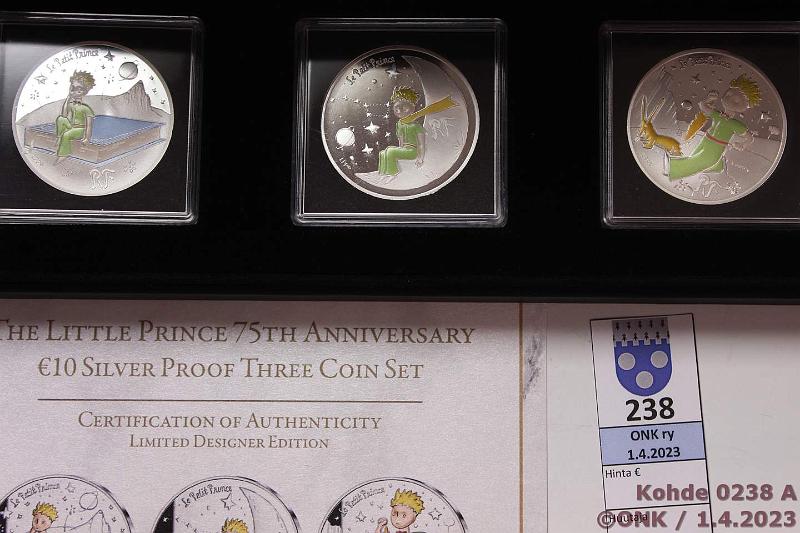 Le Petit Prince
RF
Le Petit Prince
Le Petit Prince
THE LITTLE PRINCE 75TH ANNIVERSARY
€10 SILVER PROOF THREE COIN SET
CERTIFICATION OF AUTHENTICITY
LIMITED DESIGNER EDITION
Le Petit Prince
Le Petit Prince
Le Petit Prince
238
ONK ry
1.4.2023
Hinta €
Huutaja
Kohde 0238 A
©ONK / 1.4.2023